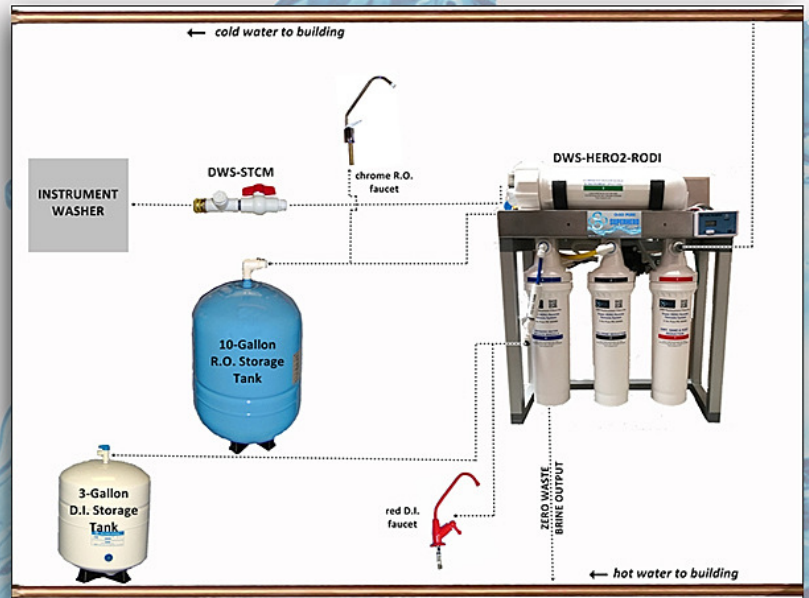 ← cold water to building
DWS-HERO2-RODI
DWS-STCM
chrome R.O.
faucet
INSTRUMENT
WASHER
SUPERHERO
10-Gallon
R.O. Storage
Tank
3-Gallon
D.I. Storage
Tank
red D.I.
faucet
ZERO WASTE
BRINE OUTPUT
← hot water to building